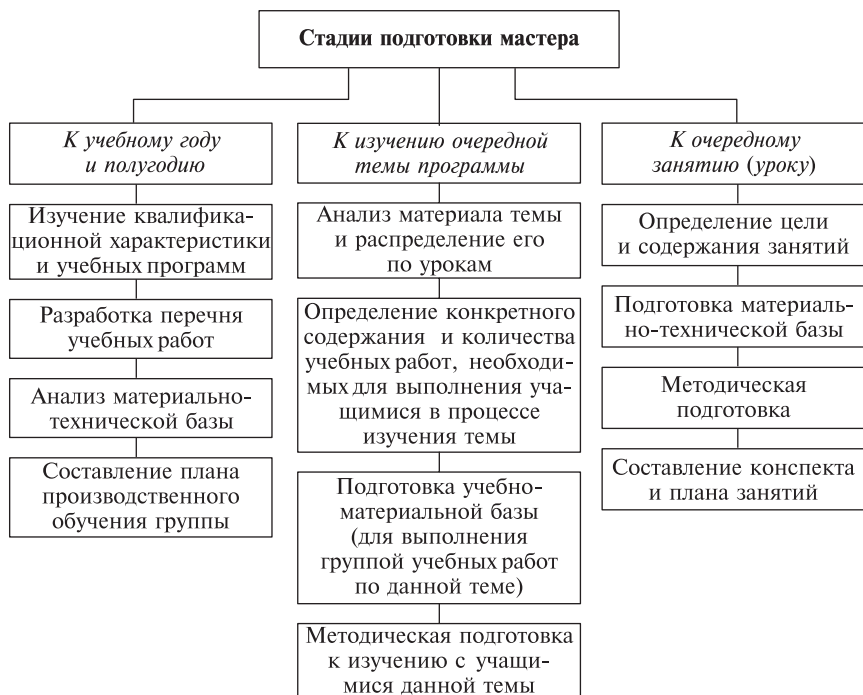 Стадии подготовки мастера
К учебному году
и полугодию
Изучение квалифика-
ционной характеристики
и учебных программ
Разработка перечня
учебных работ
Анализ материально-
технической базы
Составление плана
производственного
обучения группы
К изучению очередной
темы программы
Анализ материала темы
и распределение его
по урокам
Определение конкретного
содержания и количества
учебных работ, необходи-
мых для выполнения уча-
щимися в процессе
изучения темы
Подготовка учебно-
материальной базы
(для выполнения
группой учебных работ
по данной теме)
Методическая подготовка
к изучению с учащи-
мися данной темы
К очередному
занятию (уроку)
Определение цели
и содержания занятий
Подготовка материаль-
но-технической базы
Методическая
подготовка
Составление конспекта
и плана занятий